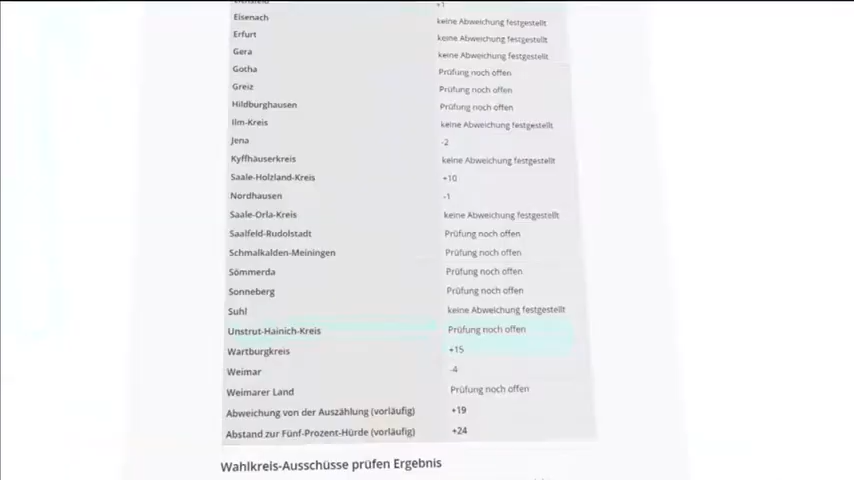 +1
Eisenach keine Abweichung festgestellt
Erfurt keine Abweichung festgestellt
Gera keine Abweichung festgestellt
Gotha Prüfung noch offen
Greiz Prüfung noch offen
Hildburghausen Prüfung noch offen
Ilm-Kreis keine Abweichung festgestellt
Jena -2
Kyffhäuserkreis keine Abweichung festgestellt
Saale-Holzland-Kreis +10
Nordhausen -1
Saale-Orla-Kreis keine Abweichung festgestellt
Saalfeld-Rudolstadt Prüfung noch offen
Schmalkalden-Meiningen Prüfung noch offen
Sömmerda Prüfung noch offen
Sonneberg Prüfung noch offen
Suhl keine Abweichung festgestellt
Unstrut-Hainich-Kreis Prüfung noch offen
Wartburgkreis +15
Weimar -4
Weimarer Land Prüfung noch offen
Abweichung von der Auszählung (vorläufig) +19
Abstand zur Fünf-Prozent-Hürde (vorläufig) +24
Wahlkreis-Ausschüsse prüfen Ergebnis